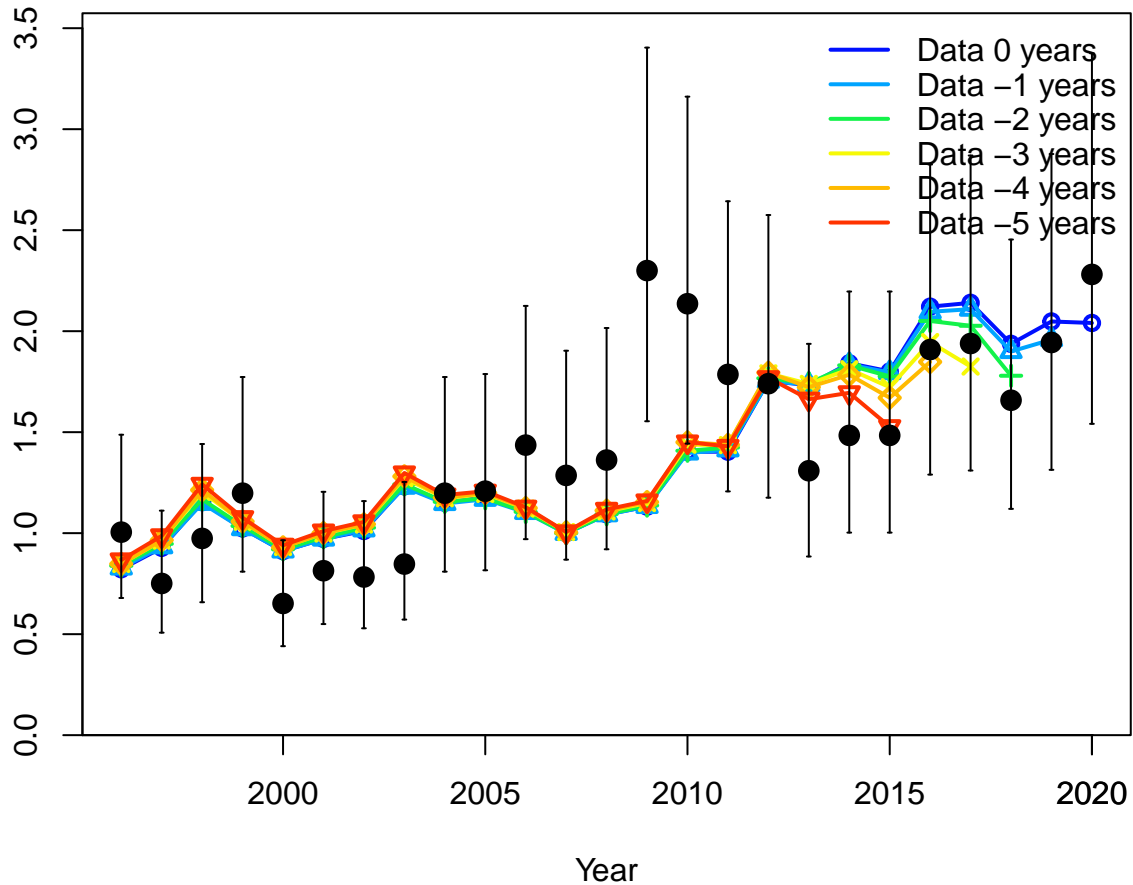 3.5
3.0
2.5
2.0
1.5
1.0
0.5
0.0
Data 0 years
Data −1 years
Data −2 years
Data −3 years
Data −4 years
Data −5 years
2000 2005 2010 2015 2020
Year